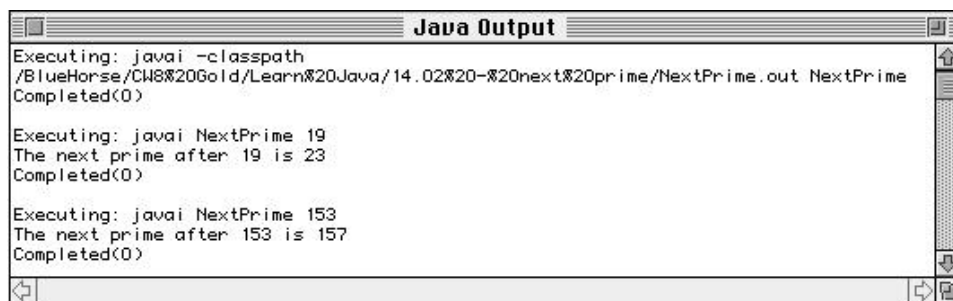 Java Output
Executing: javai -classpath
/BlueHorse/CW8%20Gold/Learn%20Java/14.02%20-%20next%20prime/NextPrime.out NextPrime
Completed(0)
Executing: javai NextPrime 19
The next prime after 19 is 23
Completed(0)
Executing: javai NextPrime 153
The next prime after 153 is 157
Completed(0)